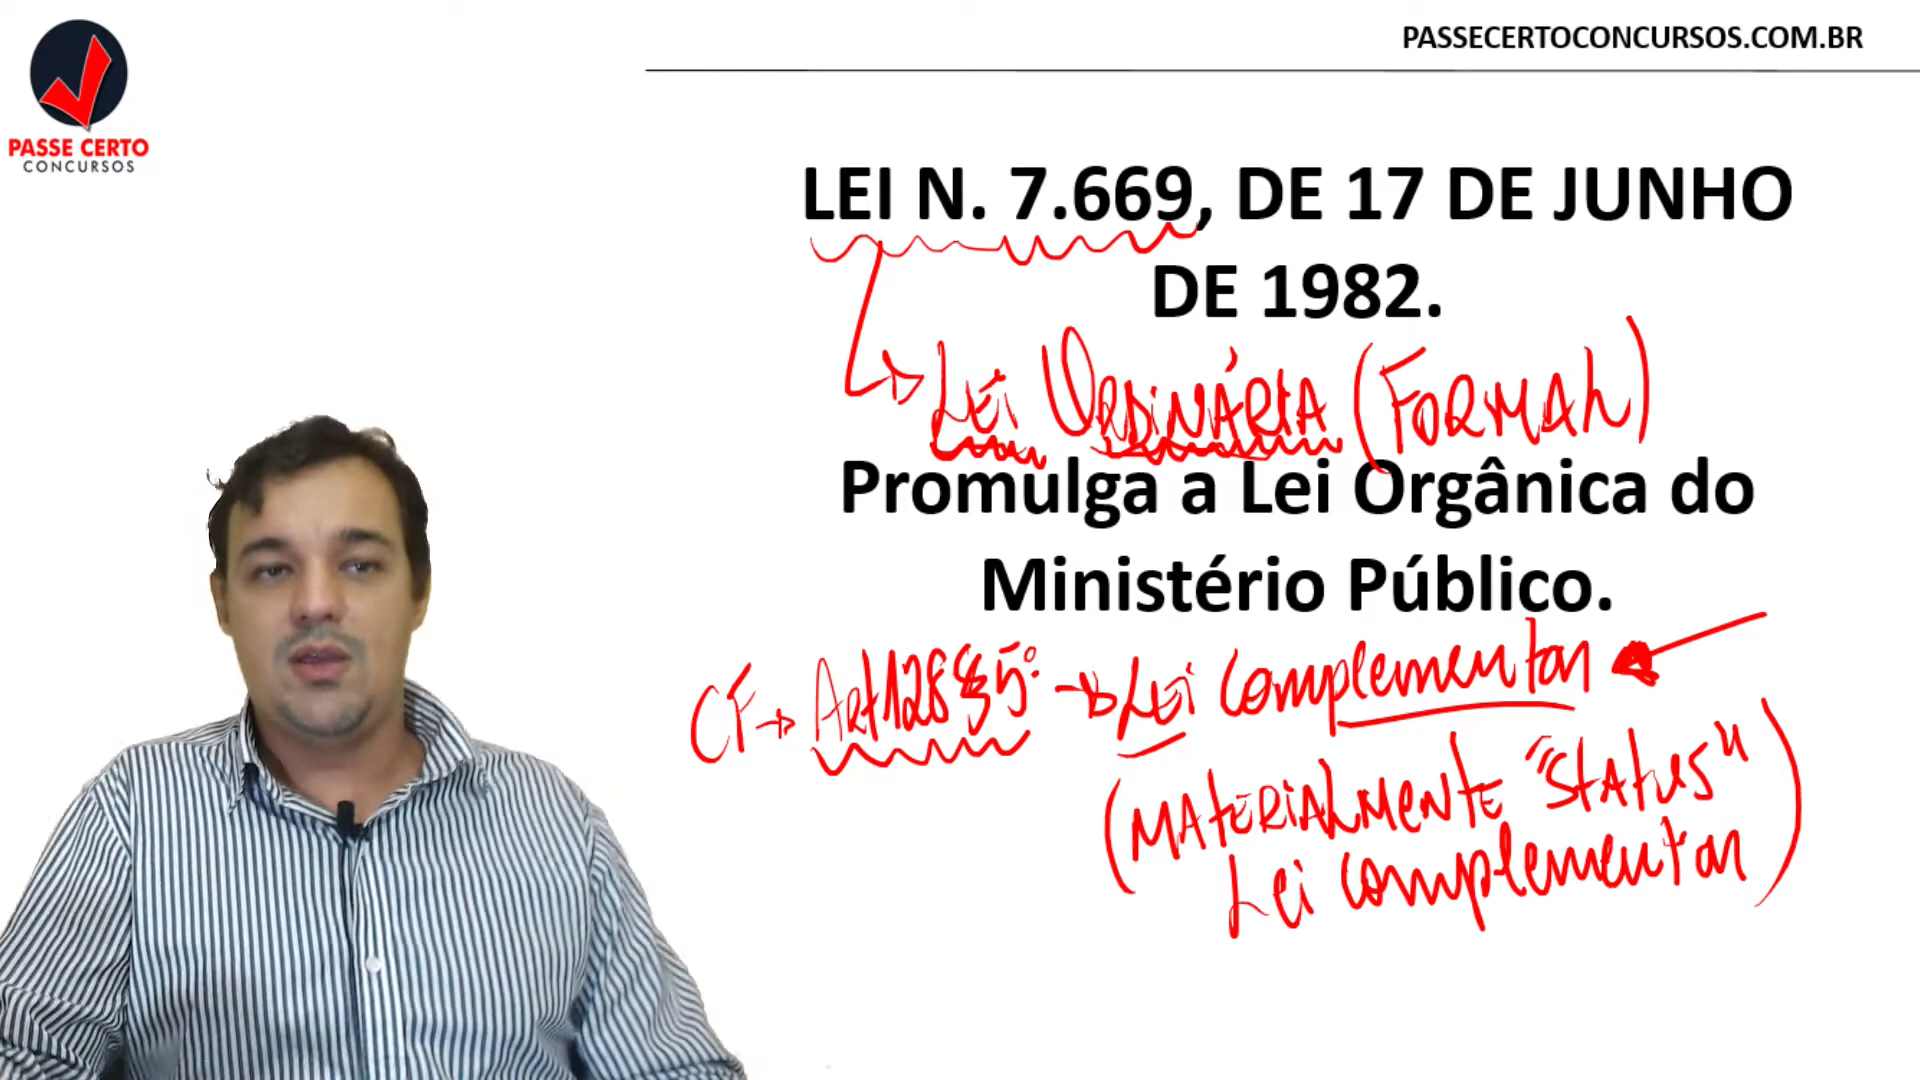 PASSECERTOCONCURSOS.COM.BR
PASSE CERTO
CONCURSOS
LEI N. 7.669, DE 17 DE JUNHO
DE 1982.
LEi ORDiNÁRIA (FORMAL)
Promulga a Lei Orgânica do
Ministério Público.
CF → Art 128 § 5º → LEi complementar
(MATERIALMENTE "STATUS"
Lei complementar)